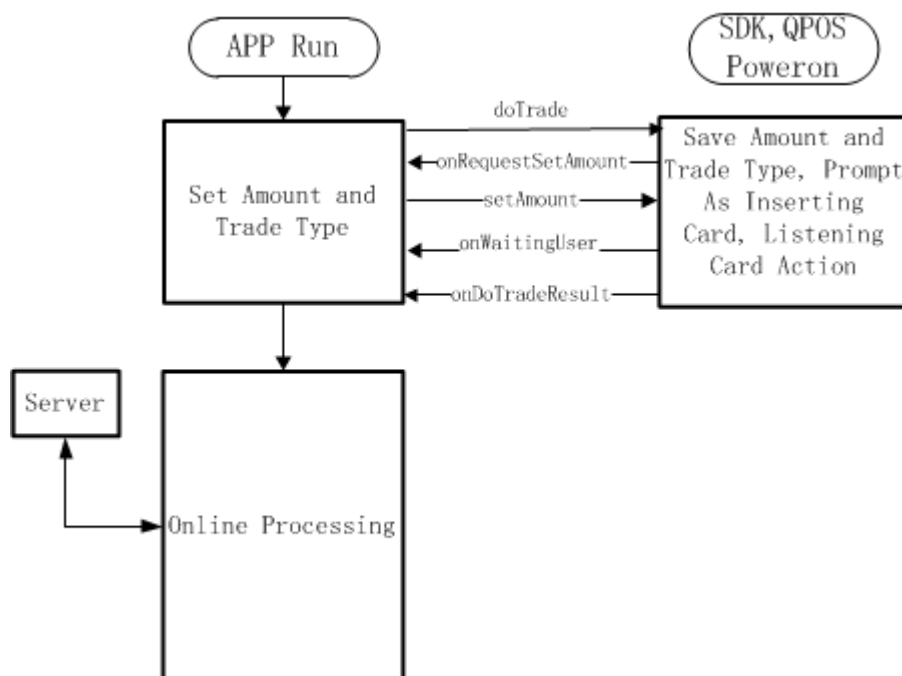 APP Run
SDK,QPOS
Poweron
doTrade
onRequestSetAmount
setAmount
onWaitingUser
onDoTradeResult
Set Amount and
Trade Type
Save Amount and
Trade Type, Prompt
As Inserting
Card, Listening
Card Action
Server
Online Processing